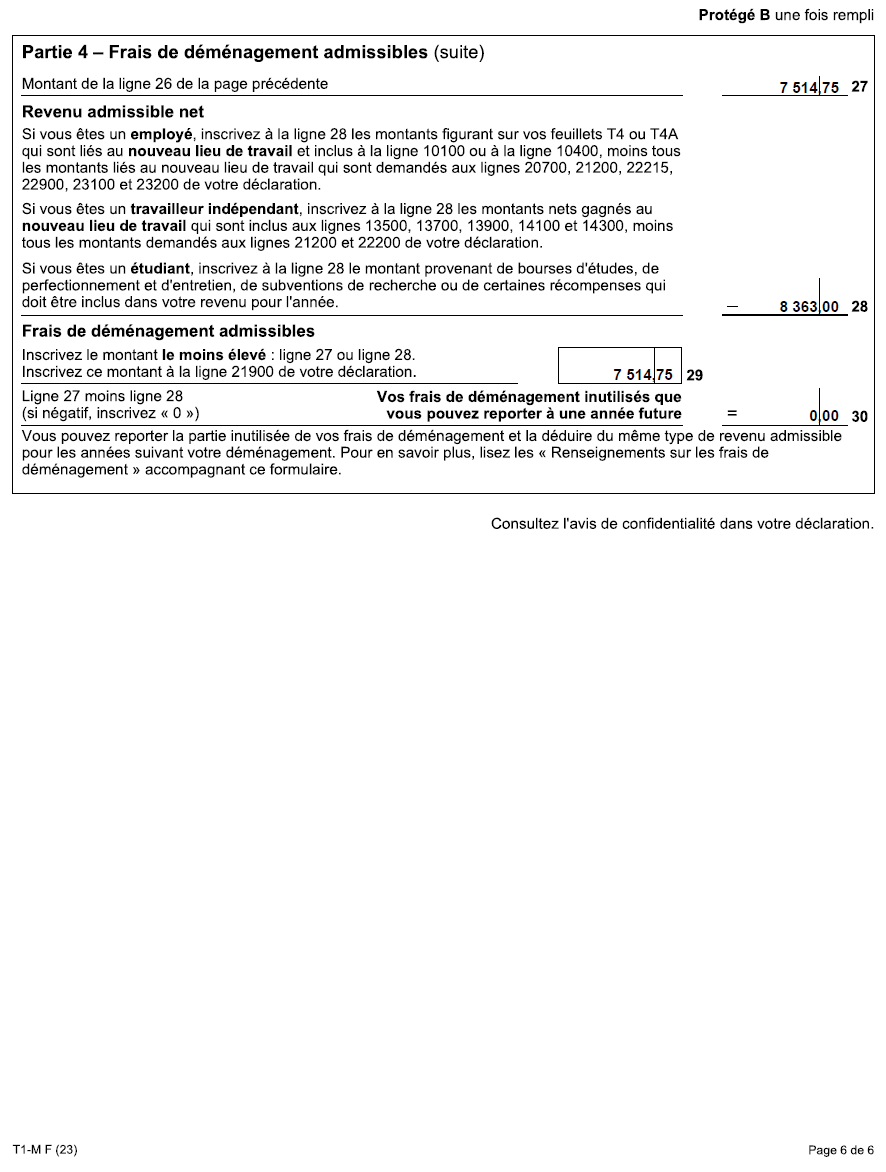 Protégé B une fois rempli
Partie 4 – Frais de déménagement admissibles (suite)
Montant de la ligne 26 de la page précédente 7 514,75 27
Revenu admissible net
Si vous êtes un employé, inscrivez à la ligne 28 les montants figurant sur vos feuillets T4 ou T4A
qui sont liés au nouveau lieu de travail et inclus à la ligne 10100 ou à la ligne 10400, moins tous
les montants liés au nouveau lieu de travail qui sont demandés aux lignes 20700, 21200, 22215,
22900, 23100 et 23200 de votre déclaration.
Si vous êtes un travailleur indépendant, inscrivez à la ligne 28 les montants nets gagnés au
nouveau lieu de travail qui sont inclus aux lignes 13500, 13700, 13900, 14100 et 14300, moins
tous les montants demandés aux lignes 21200 et 22200 de votre déclaration.
Si vous êtes un étudiant, inscrivez à la ligne 28 le montant provenant de bourses d'études, de
perfectionnement et d'entretien, de subventions de recherche ou de certaines récompenses qui
doit être inclus dans votre revenu pour l'année. – 8 363,00 28
Frais de déménagement admissibles
Inscrivez le montant le moins élevé : ligne 27 ou ligne 28.
Inscrivez ce montant à la ligne 21900 de votre déclaration. 7 514,75 29
Ligne 27 moins ligne 28 Vos frais de déménagement inutilisés que
(si négatif, inscrivez « 0 ») vous pouvez reporter à une année future = 0,00 30
Vous pouvez reporter la partie inutilisée de vos frais de déménagement et la déduire du même type de revenu admissible
pour les années suivant votre déménagement. Pour en savoir plus, lisez les « Renseignements sur les frais de
déménagement » accompagnant ce formulaire.
Consultez l'avis de confidentialité dans votre déclaration.
T1-M F (23) Page 6 de 6